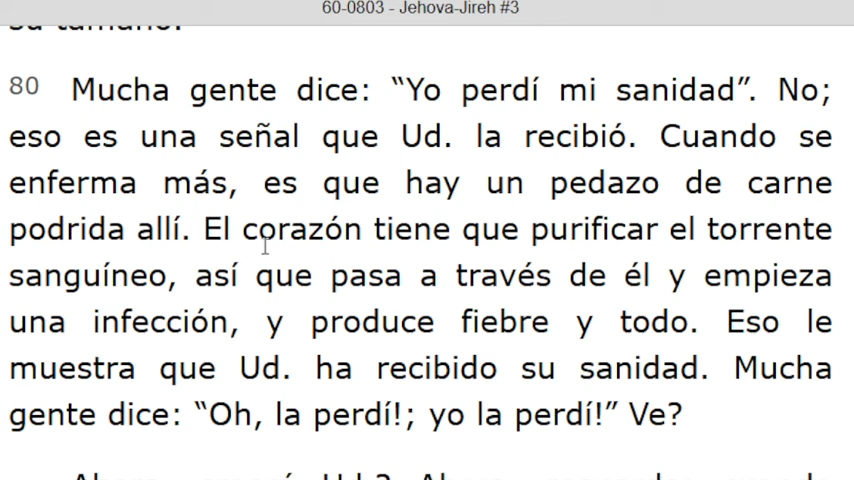 60-0803 - Jehova-Jireh #3
su tamaño.
80 Mucha gente dice: “Yo perdí mi sanidad”. No;
eso es una señal que Ud. la recibió. Cuando se
enferma más, es que hay un pedazo de carne
podrida allí. El corazón tiene que purificar el torrente
sanguíneo, así que pasa a través de él y empieza
una infección, y produce fiebre y todo. Eso le
muestra que Ud. ha recibido su sanidad. Mucha
gente dice: “Oh, la perdí!; yo la perdí!” Ve?